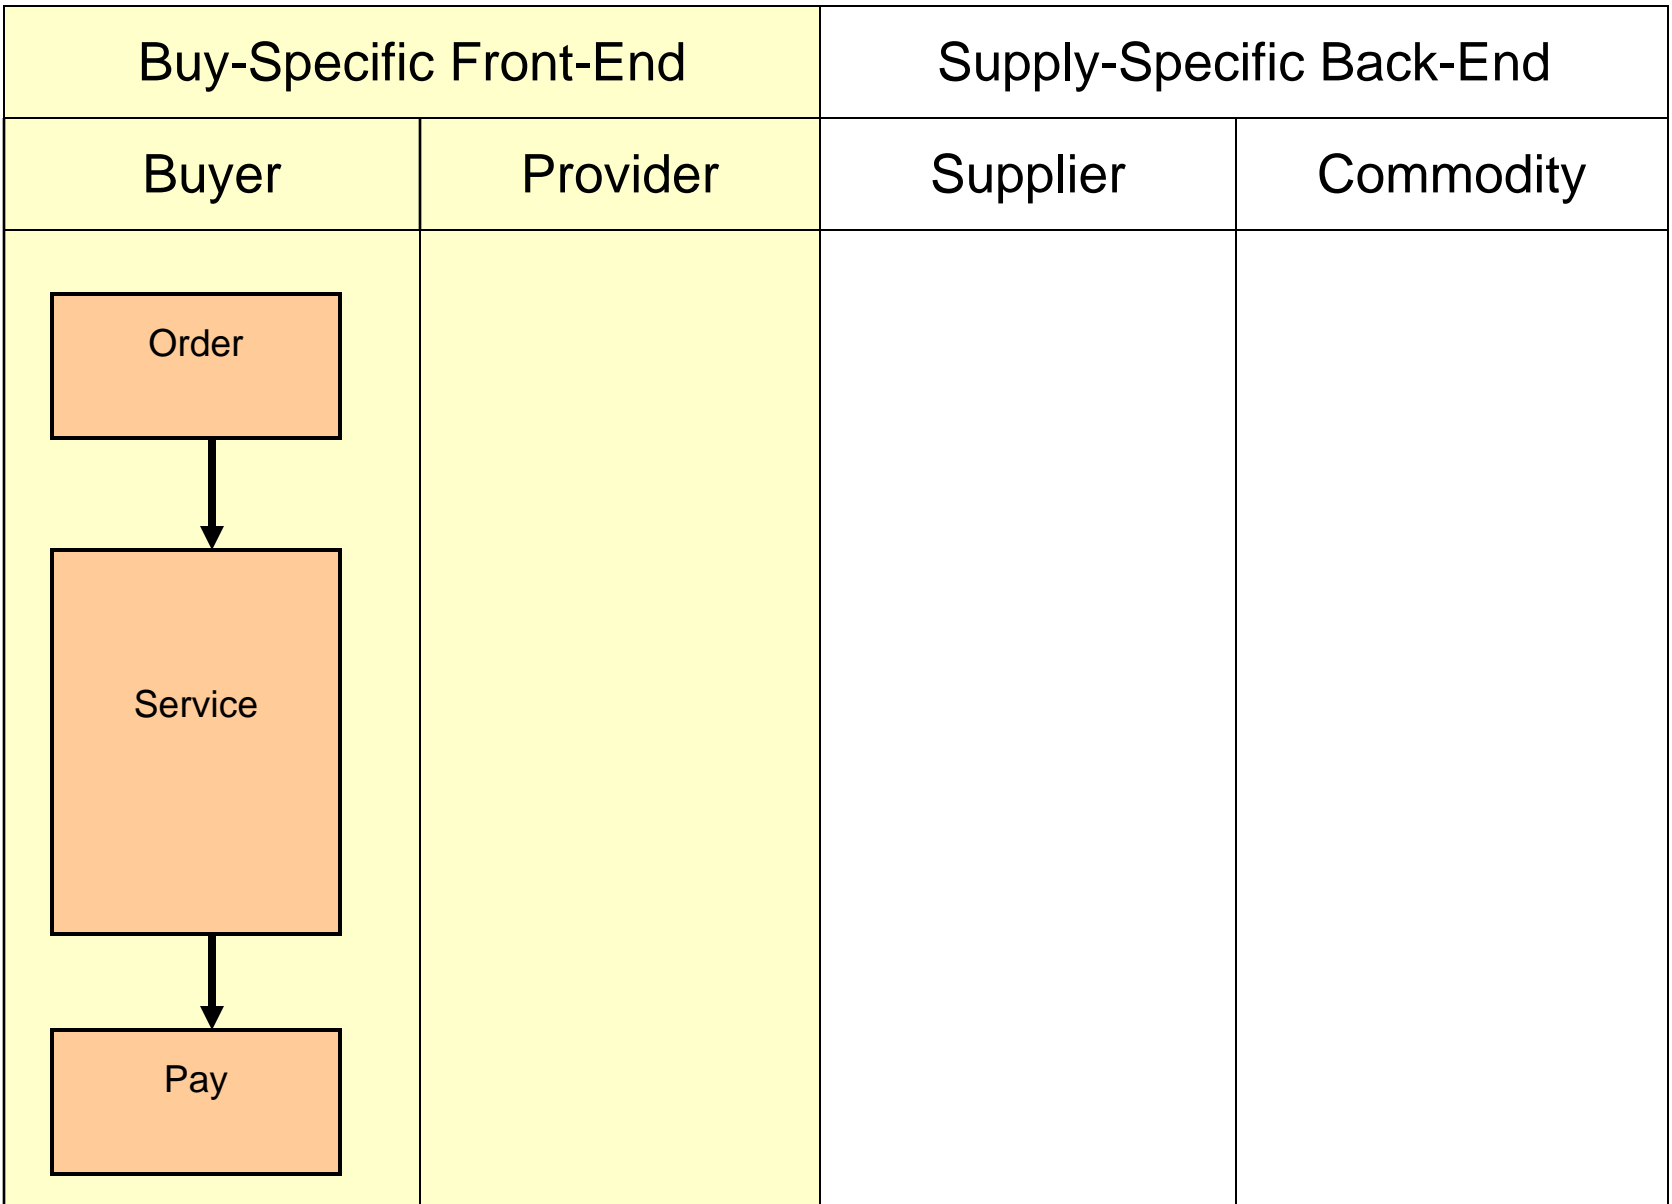 Buy-Specific Front-End
Supply-Specific Back-End
Buyer
Provider
Supplier
Commodity
Order
Service
Pay